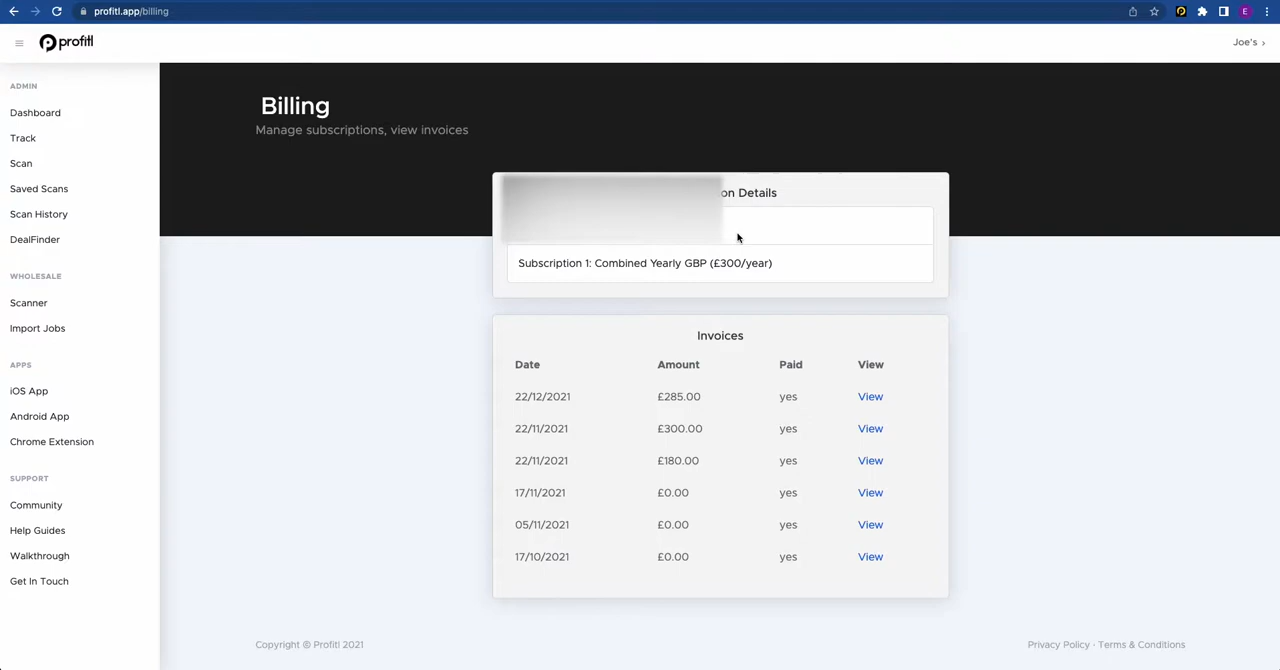 profitl.app/billing
E
profitl
Joe's
ADMIN
Dashboard
Track
Scan
Saved Scans
Scan History
DealFinder
WHOLESALE
Scanner
Import Jobs
APPS
iOS App
Android App
Chrome Extension
SUPPORT
Community
Help Guides
Walkthrough
Get In Touch
Billing
Manage subscriptions, view invoices
on Details
Subscription 1: Combined Yearly GBP (£300/year)
Invoices
Date Amount Paid View
22/12/2021 £285.00 yes View
22/11/2021 £300.00 yes View
22/11/2021 £180.00 yes View
17/11/2021 £0.00 yes View
05/11/2021 £0.00 yes View
17/10/2021 £0.00 yes View
Copyright © Profitl 2021
Privacy Policy · Terms & Conditions